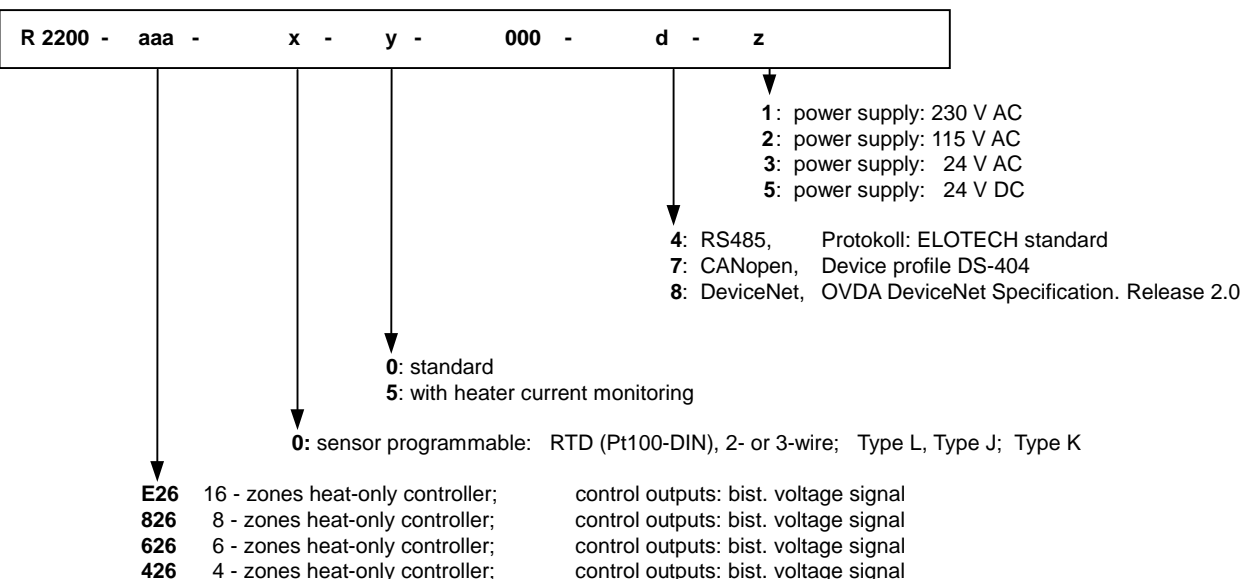 R 2200 - aaa - x - y - 000 - d - z
1: power supply: 230 V AC
2: power supply: 115 V AC
3: power supply: 24 V AC
5: power supply: 24 V DC
4: RS485, Protokoll: ELOTECH standard
7: CANopen, Device profile DS-404
8: DeviceNet, OVDA DeviceNet Specification. Release 2.0
0: standard
5: with heater current monitoring
0: sensor programmable: RTD (Pt100-DIN), 2- or 3-wire; Type L, Type J; Type K
E26 16 - zones heat-only controller; control outputs: bist. voltage signal
826 8 - zones heat-only controller; control outputs: bist. voltage signal
626 6 - zones heat-only controller; control outputs: bist. voltage signal
426 4 - zones heat-only controller; control outputs: bist. voltage signal